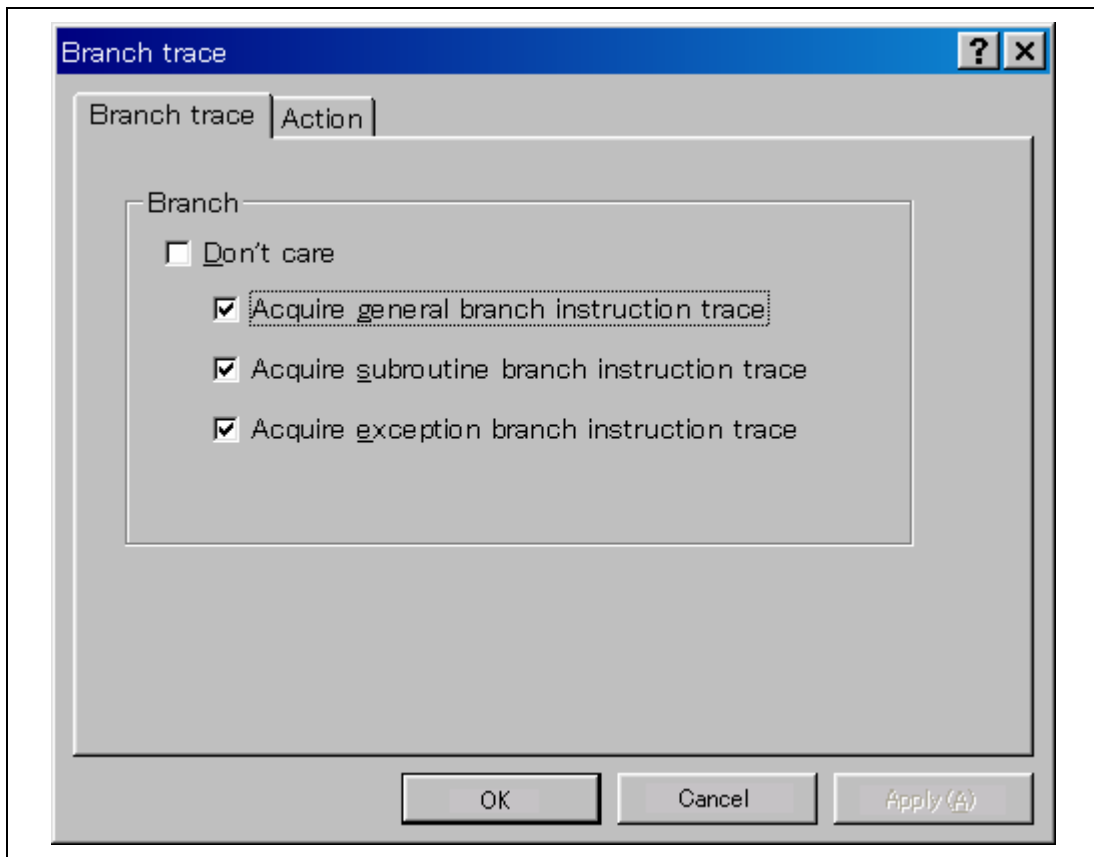 Branch trace
Branch trace Action
Branch
Don't care
Acquire general branch instruction trace
Acquire subroutine branch instruction trace
Acquire exception branch instruction trace
OK Cancel Apply(A)